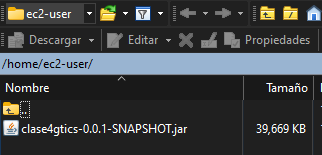 ec2-user
Descargar Editar Propiedades
/home/ec2-user/
Nombre Tamaño
..
clase4gtics-0.0.1-SNAPSHOT.jar 39,669 KB